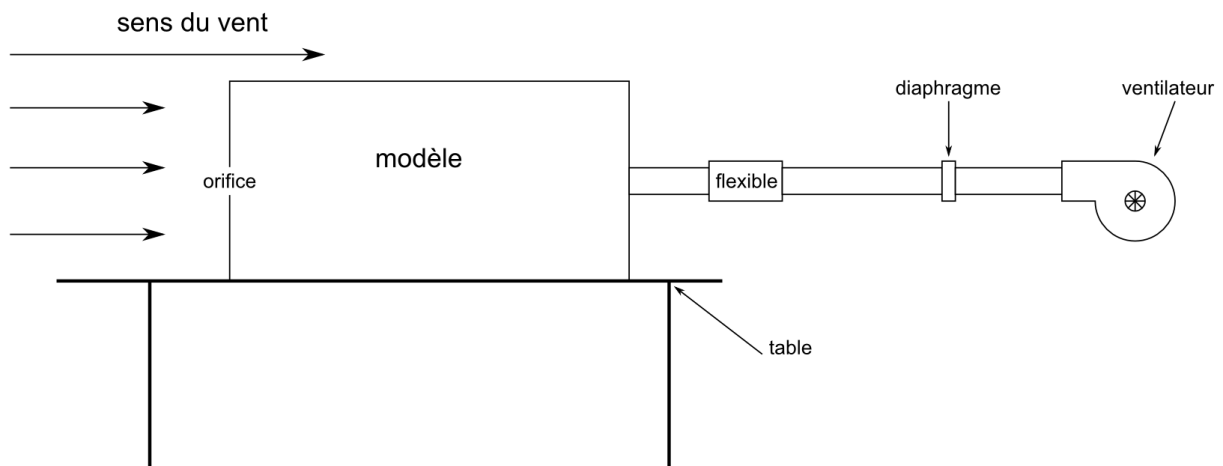 sens du vent
diaphragme
ventilateur
modèle
orifice
flexible
table